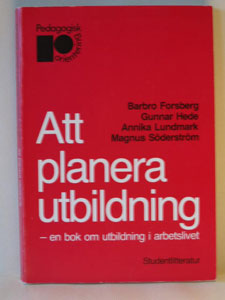 Pedagogisk
orientering
Barbro Forsberg
Gunnar Hede
Annika Lundmark
Magnus Söderström
Att
planera
utbildning
– en bok om utbildning i arbetslivet
Studentlitteratur